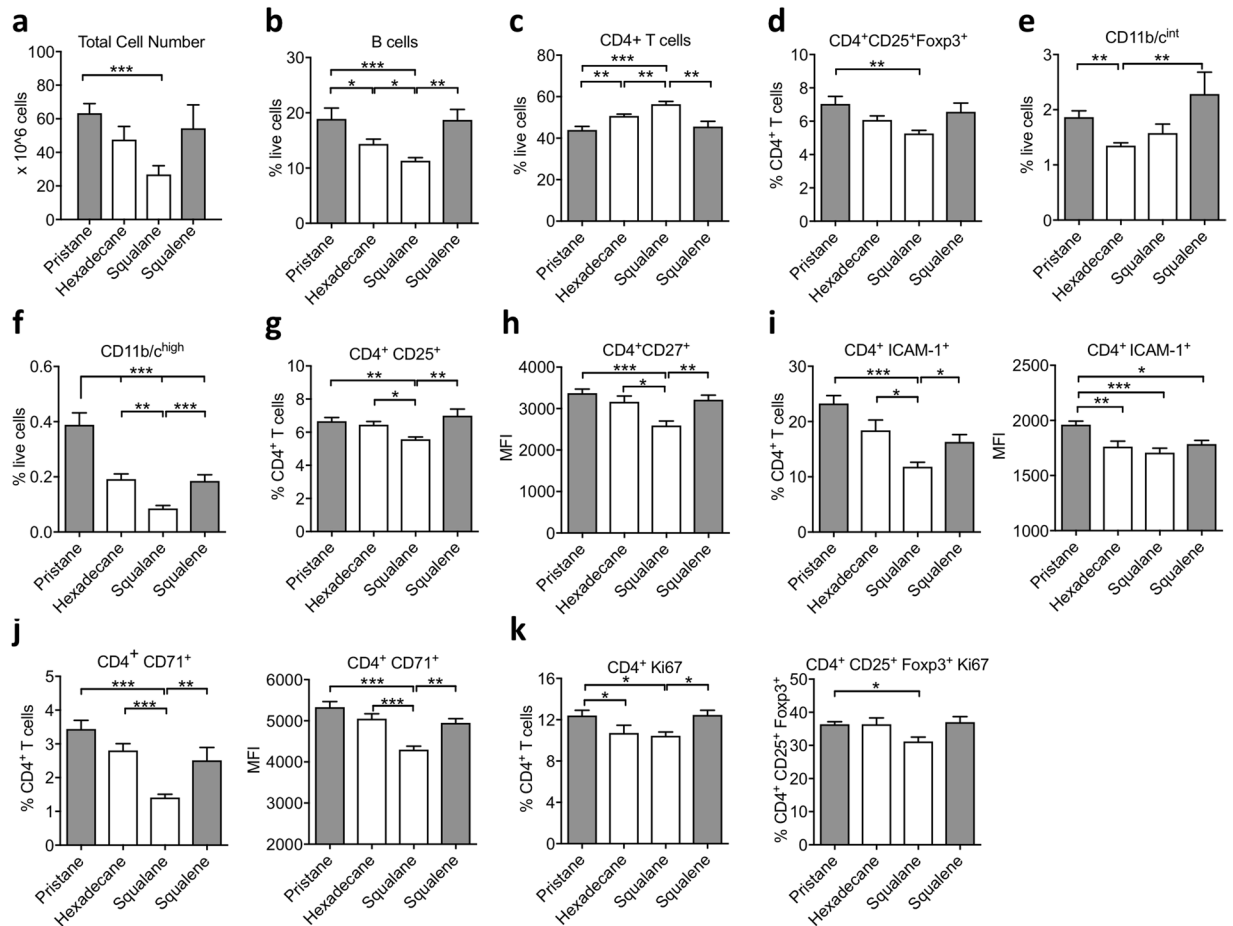 a
Total Cell Number
x 10^6 cells
100
80
60
40
20
0
***
Pristane
Hexadecane
Squalane
Squalene
b
B cells
% live cells
30
20
10
0
***
* * **
Pristane
Hexadecane
Squalane
Squalene
c
CD4+ T cells
% live cells
80
60
40
20
0
***
** ** **
Pristane
Hexadecane
Squalane
Squalene
d
CD4⁺CD25⁺Foxp3⁺
% CD4⁺ T cells
10
8
6
4
2
0
**
Pristane
Hexadecane
Squalane
Squalene
e
CD11b/cⁱⁿᵗ
% live cells
3
2
1
0
** **
Pristane
Hexadecane
Squalane
Squalene
f
CD11b/cʰⁱᵍʰ
% live cells
0.6
0.4
0.2
0.0
***
** ***
Pristane
Hexadecane
Squalane
Squalene
g
CD4⁺ CD25⁺
% CD4⁺ T cells
10
8
6
4
2
0
** **
*
Pristane
Hexadecane
Squalane
Squalene
h
CD4⁺CD27⁺
MFI
4000
3000
2000
1000
0
*** **
*
Pristane
Hexadecane
Squalane
Squalene
i
CD4⁺ ICAM-1⁺
% CD4⁺ T cells
30
20
10
0
*** *
*
Pristane
Hexadecane
Squalane
Squalene
CD4⁺ ICAM-1⁺
MFI
2500
2000
1500
1000
*
***
**
Pristane
Hexadecane
Squalane
Squalene
j
CD4⁺ CD71⁺
% CD4⁺ T cells
5
4
3
2
1
0
*** **
***
Pristane
Hexadecane
Squalane
Squalene
CD4⁺ CD71⁺
MFI
6000
5000
4000
3000
2000
*** **
***
Pristane
Hexadecane
Squalane
Squalene
k
CD4⁺ Ki67
% CD4⁺ T cells
16
12
8
4
0
* *
*
Pristane
Hexadecane
Squalane
Squalene
CD4⁺ CD25⁺ Foxp3⁺ Ki67
% CD4⁺ CD25⁺ Foxp3⁺
50
40
30
20
10
0
*
Pristane
Hexadecane
Squalane
Squalene